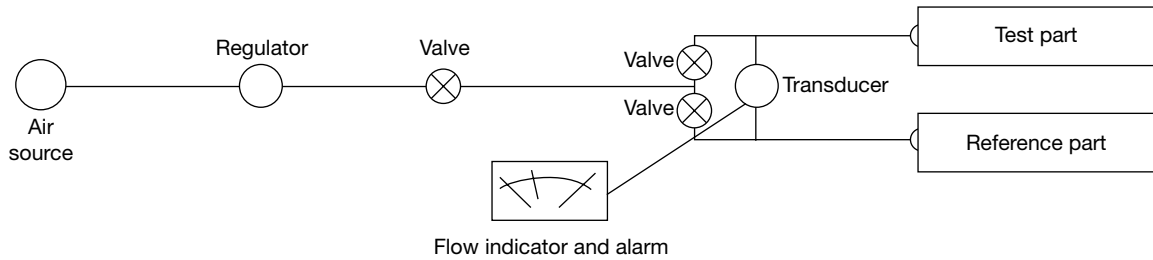 Test part
Regulator
Valve
Valve
Transducer
Valve
Air
source
Reference part
Flow indicator and alarm